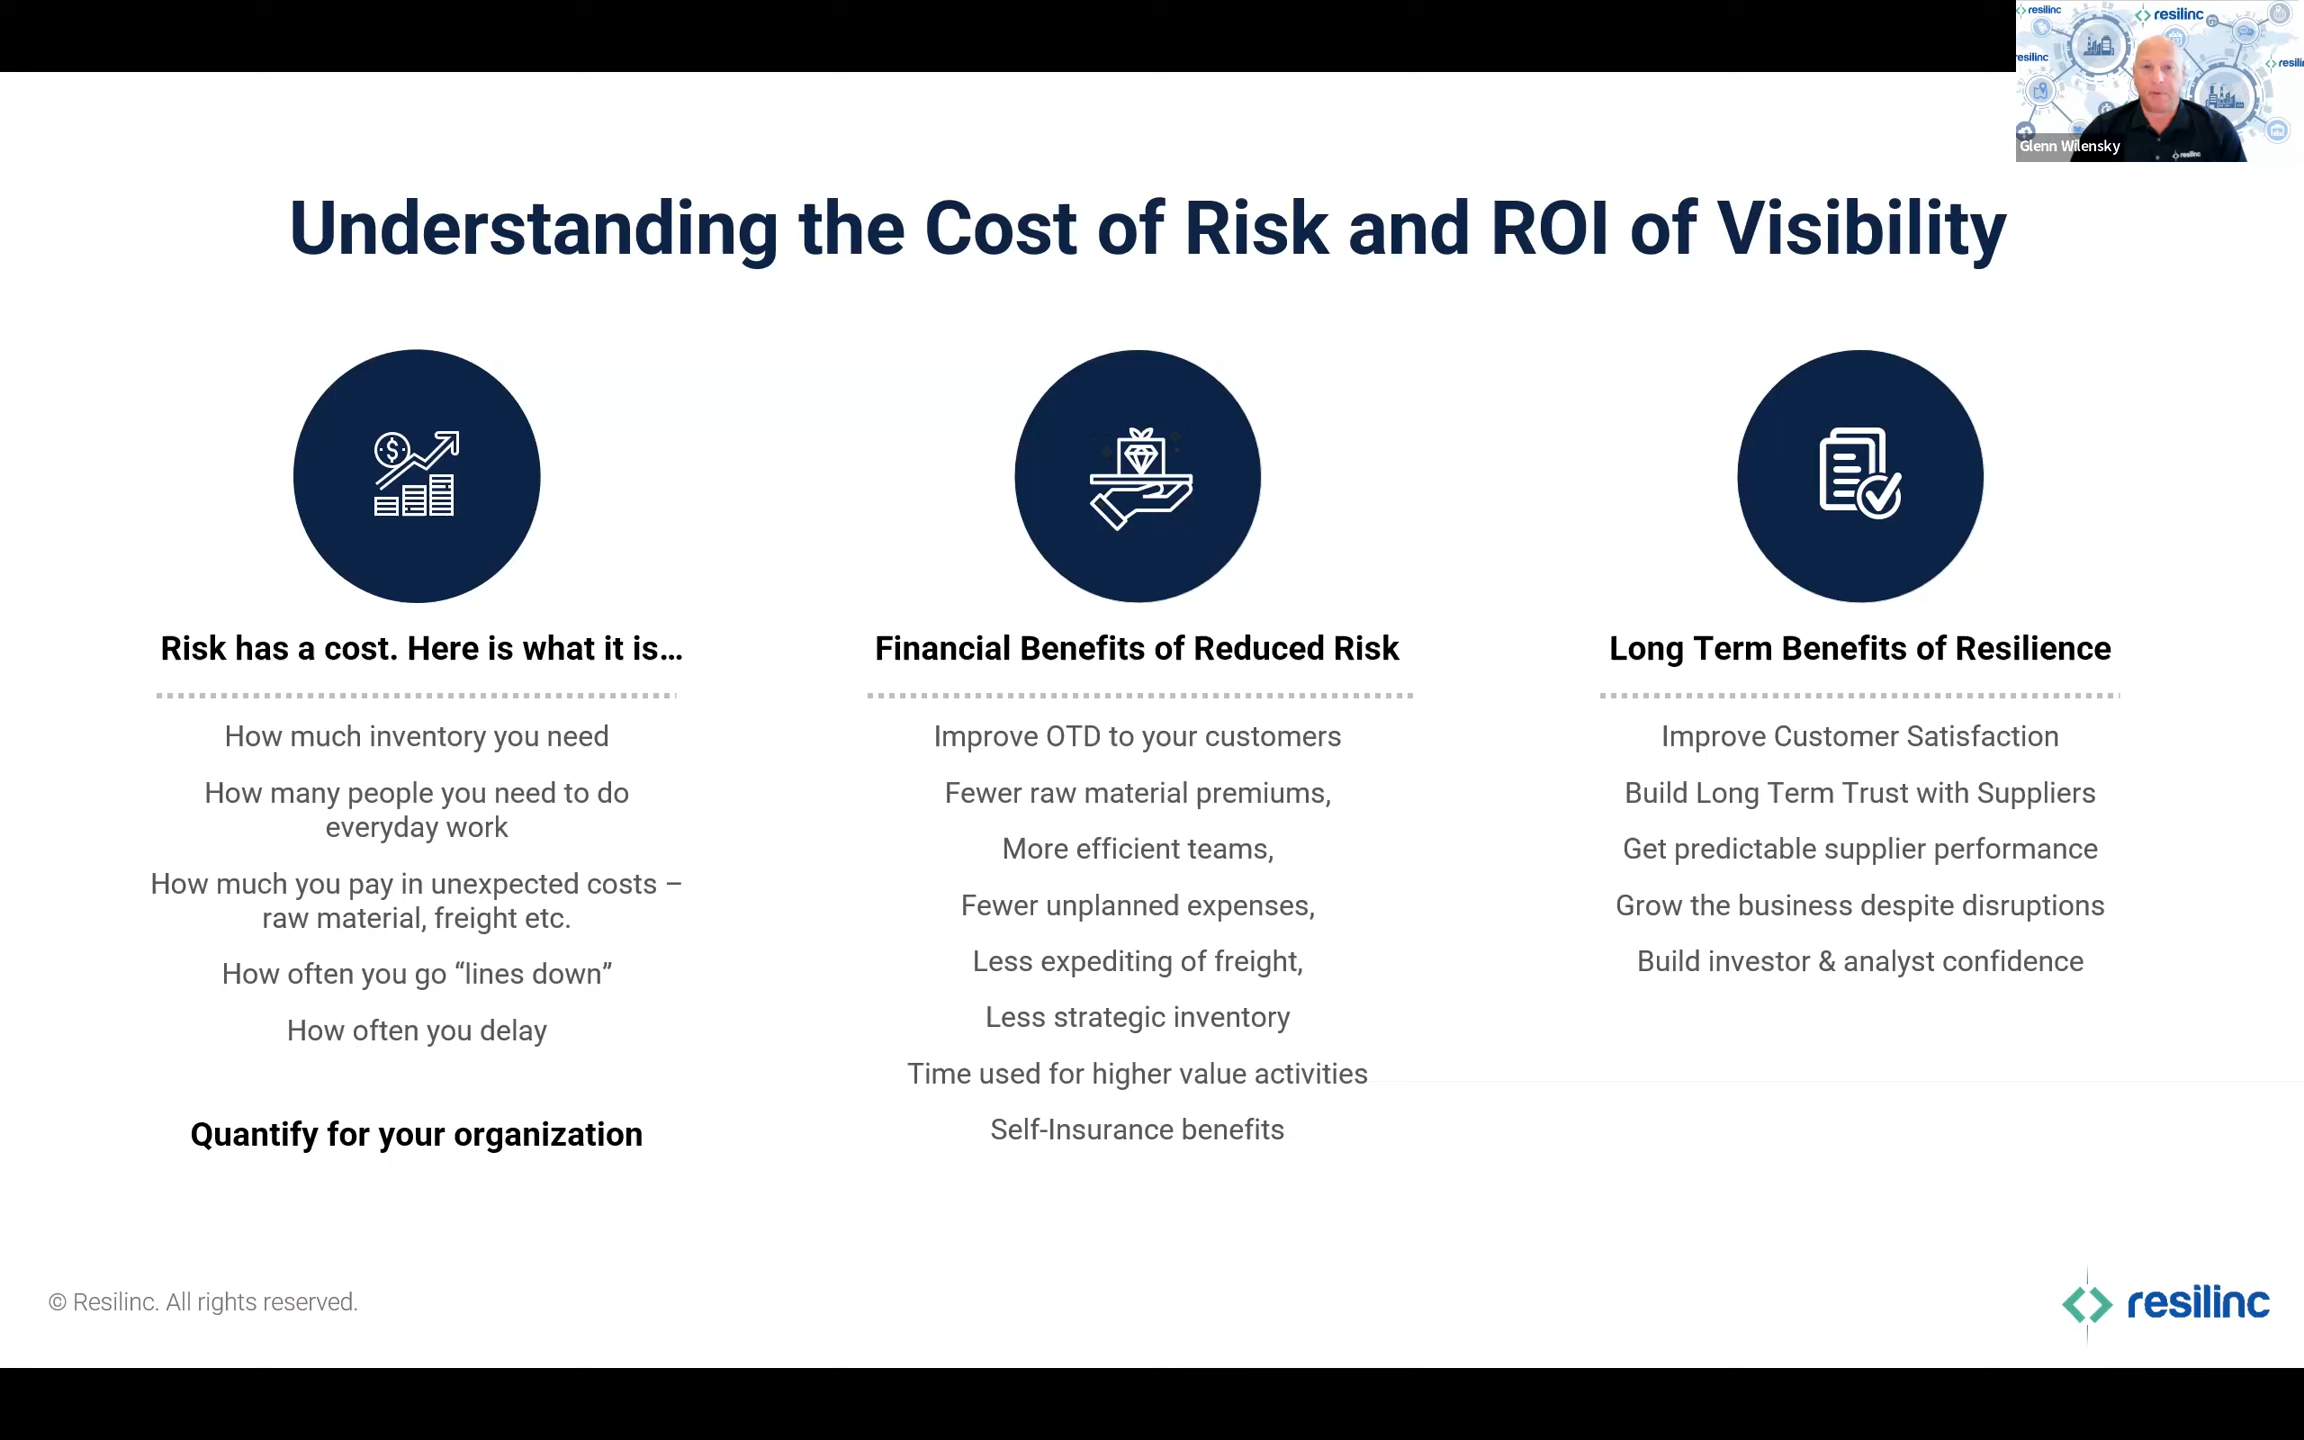 resilinc
resilinc
resilinc
Glenn Wilensky
resilinc
Understanding the Cost of Risk and ROI of Visibility
Risk has a cost. Here is what it is...
How much inventory you need
How many people you need to do
everyday work
How much you pay in unexpected costs –
raw material, freight etc.
How often you go “lines down”
How often you delay
Quantify for your organization
Financial Benefits of Reduced Risk
Improve OTD to your customers
Fewer raw material premiums,
More efficient teams,
Fewer unplanned expenses,
Less expediting of freight,
Less strategic inventory
Time used for higher value activities
Self-Insurance benefits
Long Term Benefits of Resilience
Improve Customer Satisfaction
Build Long Term Trust with Suppliers
Get predictable supplier performance
Grow the business despite disruptions
Build investor & analyst confidence
© Resilinc. All rights reserved.
resilinc